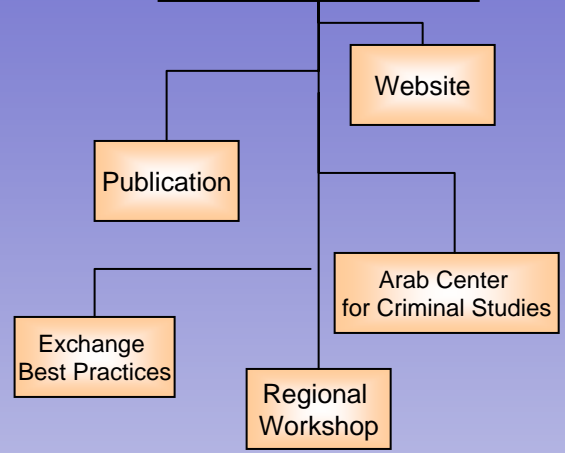 Website
Publication
Arab Center
for Criminal Studies
Exchange
Best Practices
Regional
Workshop